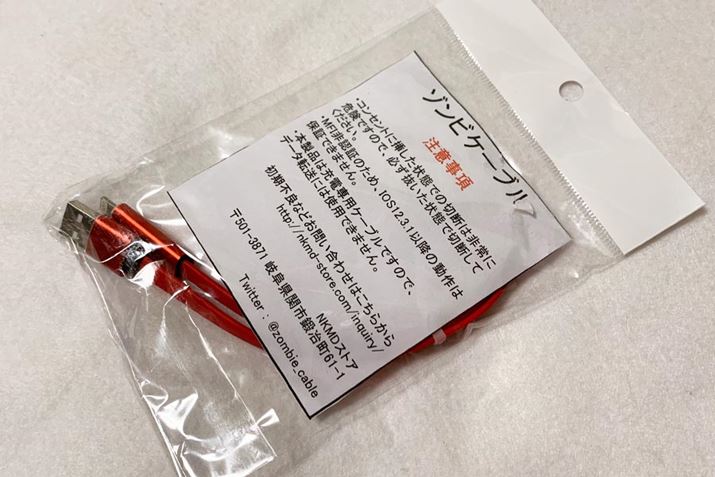 ゾンビケーブル
注意事項
・コンセントに挿した状態での切断は非常に
危険ですので、必ず抜いた状態で切断して
ください。
・MFI非認証のため、IOS12.3.1以降の動作は
保証できません。
・本製品は充電専用ケーブルですので、
データ転送には使用できません。
初期不良などお問い合わせはこちらから
http://nkmd-store.com/inquiry/
NKMDストア
〒501-3871 岐阜県関市鍛冶町61-1
Twitter : @zombie_cable